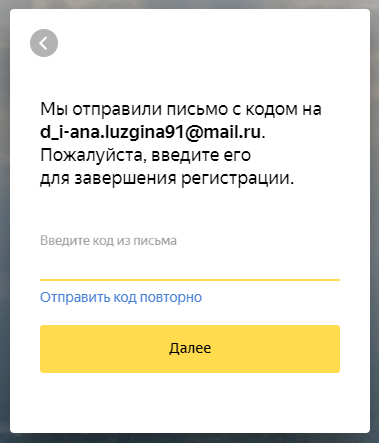 Мы отправили письмо с кодом на
d_i-ana.luzgina91@mail.ru.
Пожалуйста, введите его
для завершения регистрации.
Введите код из письма
Отправить код повторно
Далее